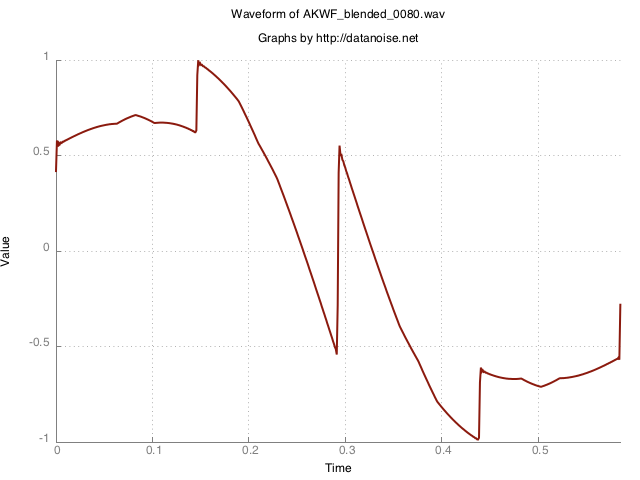 Waveform of AKWF_blended_0080.wav
Graphs by http://datanoise.net
1
0.5
0
-0.5
-1
Value
0 0.1 0.2 0.3 0.4 0.5
Time